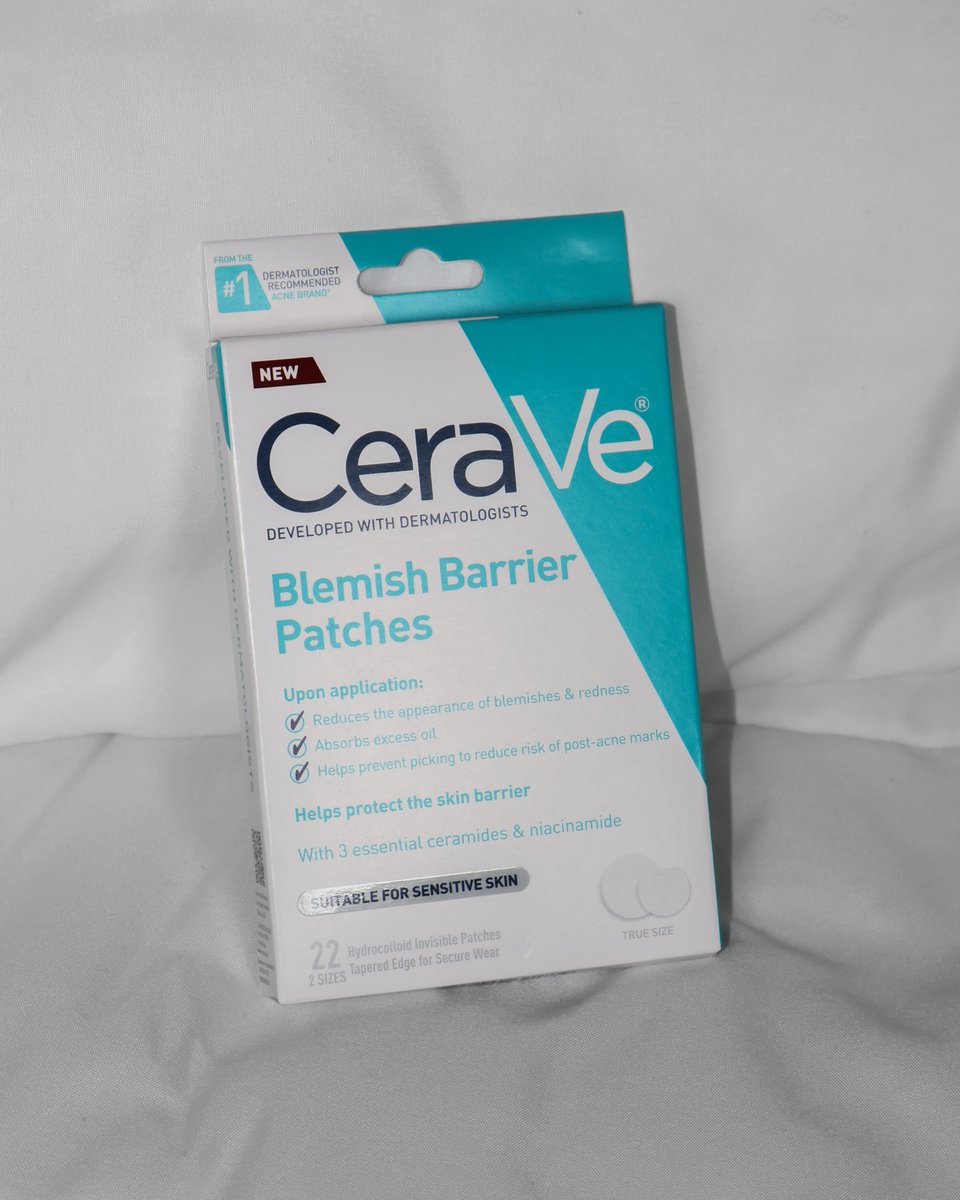 FROM THE
#1
DERMATOLOGIST
RECOMMENDED
ACNE BRAND
NEW
CeraVe®
DEVELOPED WITH DERMATOLOGISTS
Blemish Barrier
Patches
Upon application:
Reduces the appearance of blemishes & redness
Absorbs excess oil
Helps prevent picking to reduce risk of post-acne marks
Helps protect the skin barrier
With 3 essential ceramides & niacinamide
SUITABLE FOR SENSITIVE SKIN
TRUE SIZE
22
2 SIZES
Hydrocolloid Invisible Patches
Tapered Edge for Secure Wear
DEVELOPED WITH DERMATOLOGISTS